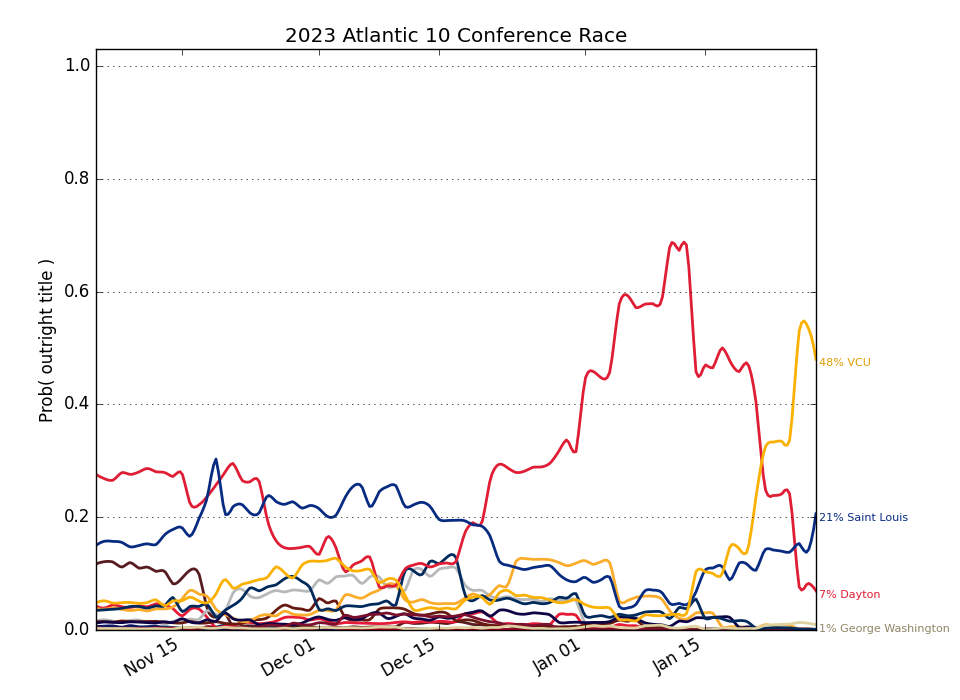 2023 Atlantic 10 Conference Race
Prob( outright title )
1.0
0.8
0.6
0.4
0.2
0.0
48% VCU
21% Saint Louis
7% Dayton
1% George Washington
Nov 15
Dec 01
Dec 15
Jan 01
Jan 15